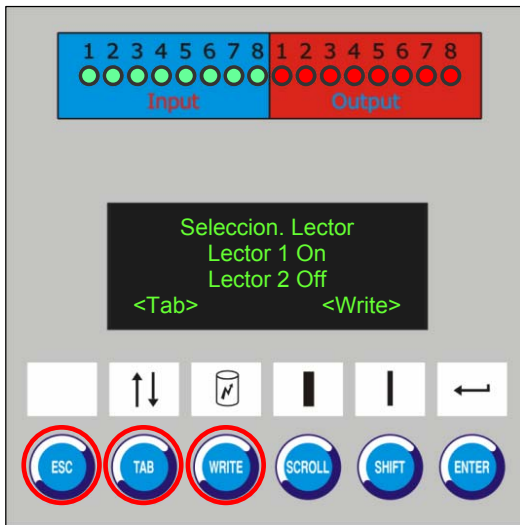 1 2 3 4 5 6 7 8 1 2 3 4 5 6 7 8
Input Output
Seleccion. Lector
Lector 1 On
Lector 2 Off
<Tab> <Write>
ESC TAB WRITE SCROLL SHIFT ENTER